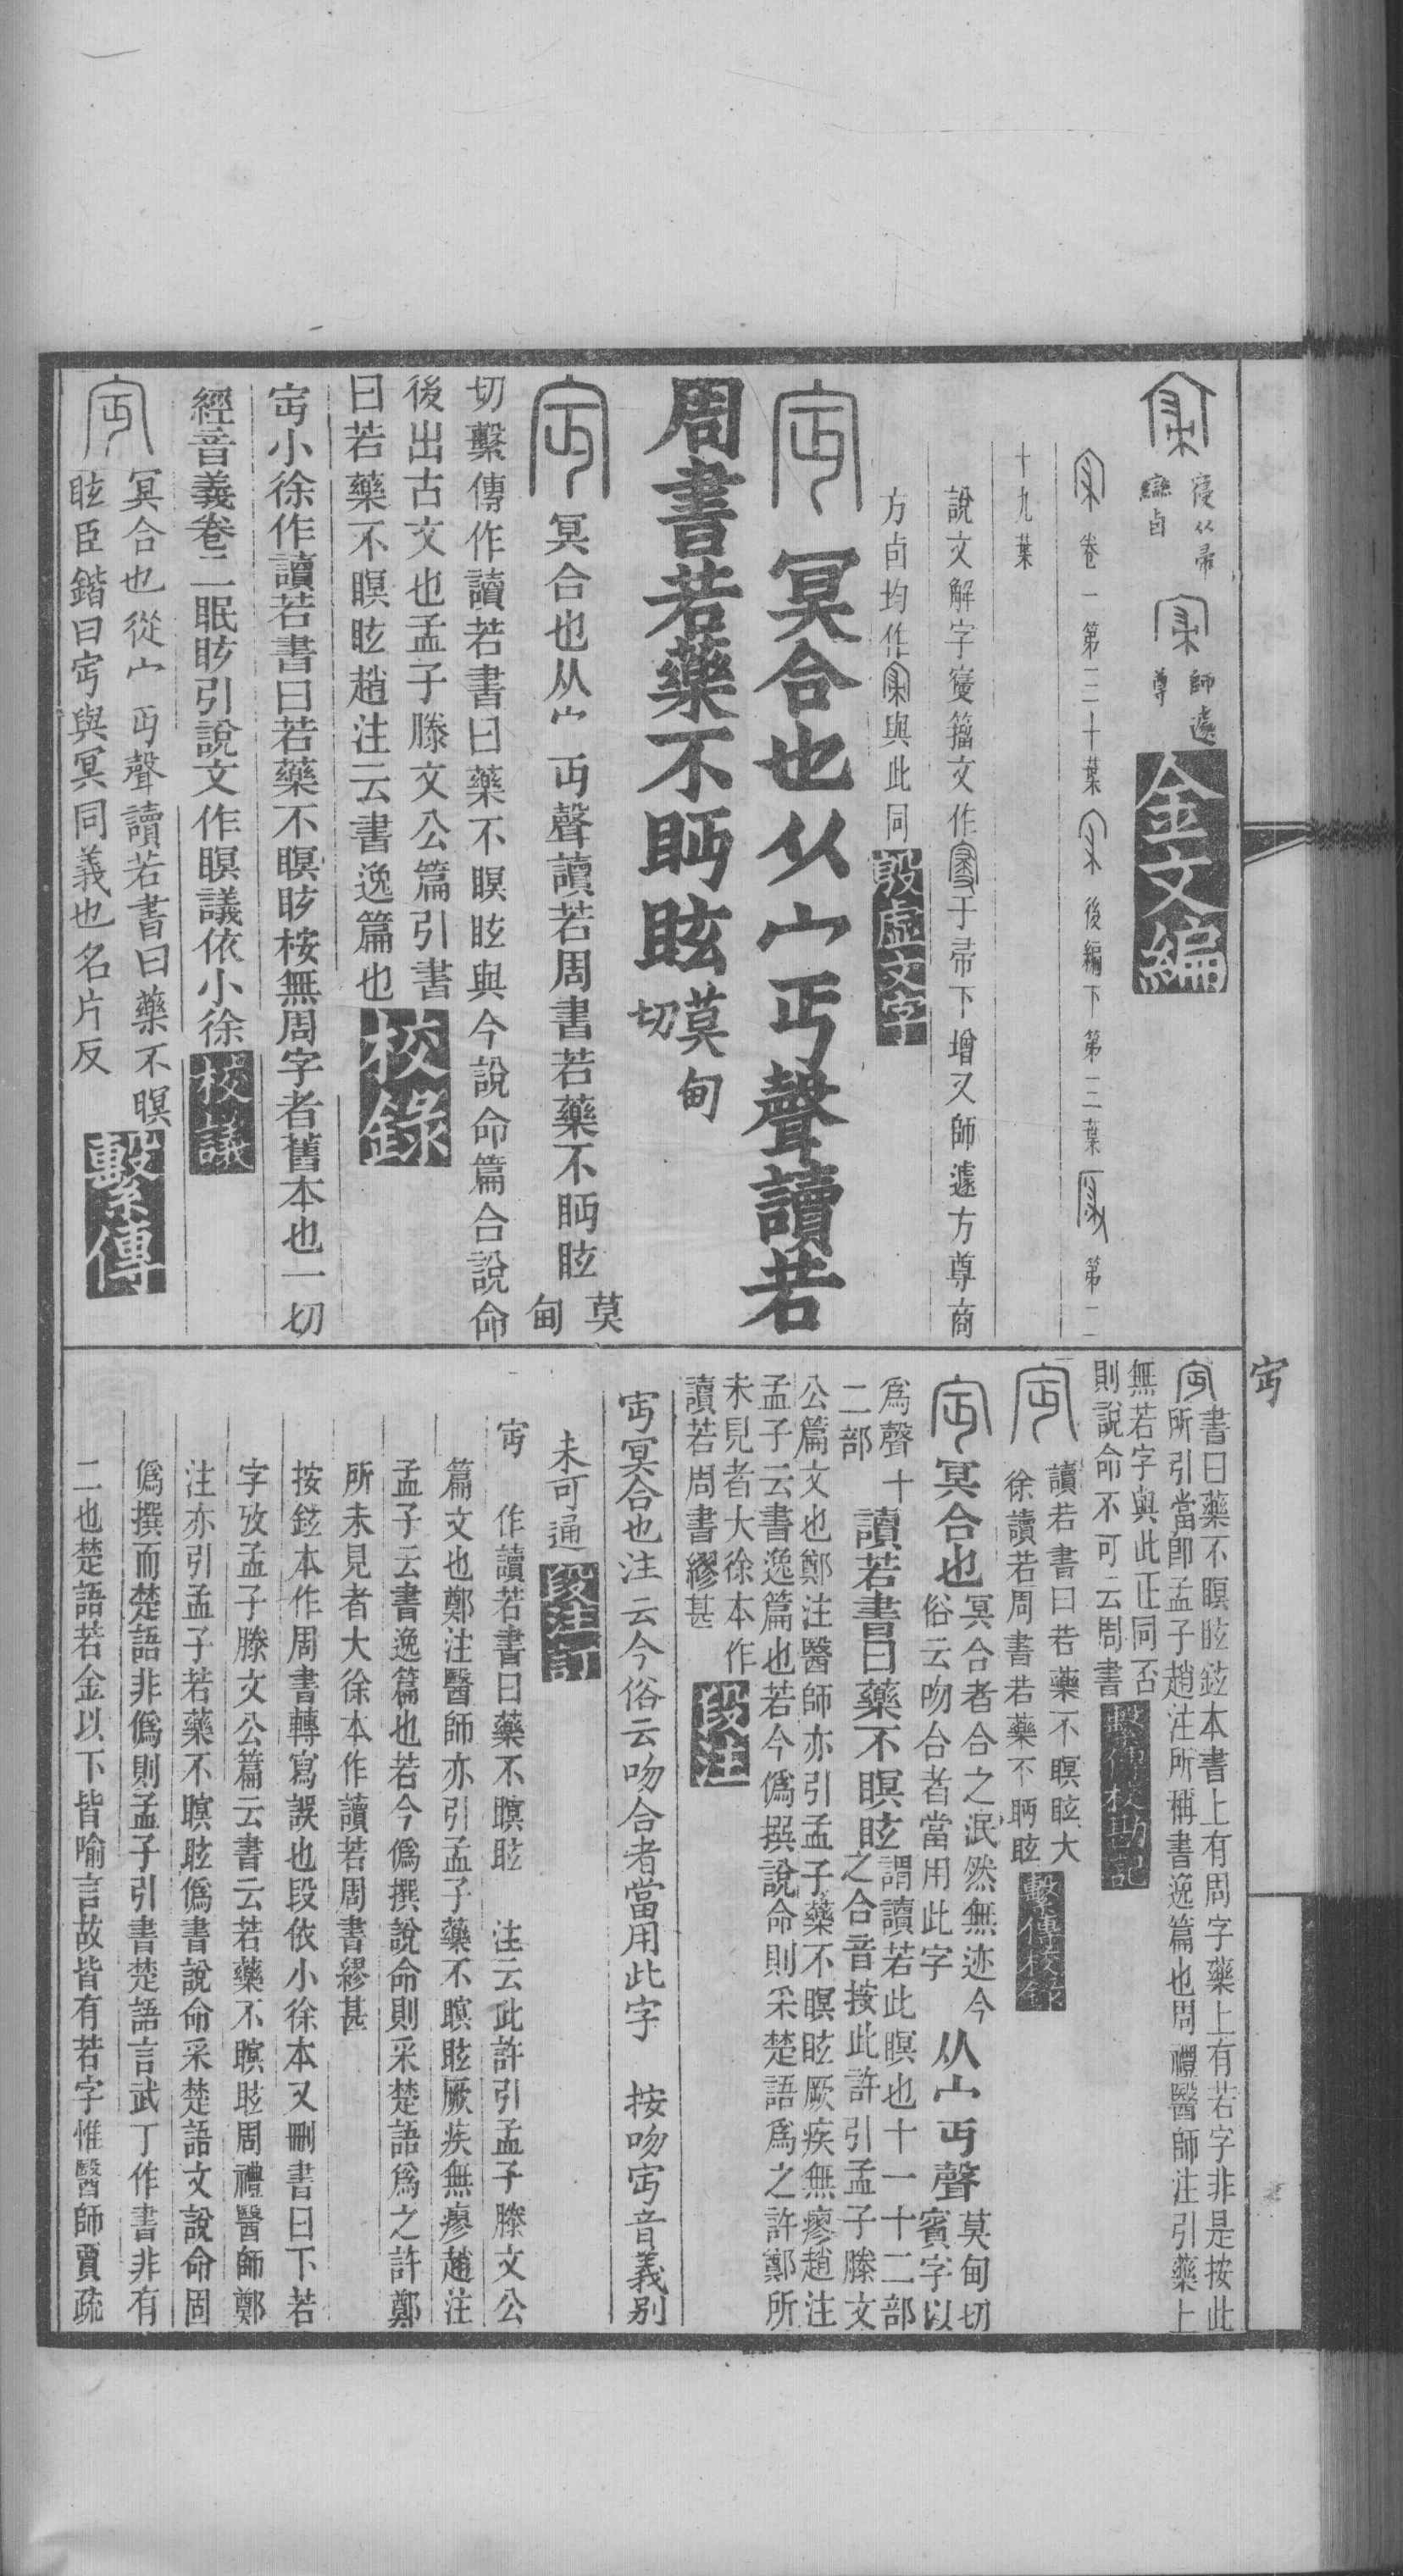 寑从帚
䜌卣
師遽
尊
金文編
卷一第三十葉
後編下第三葉
第二
十九葉
說文解字㝲籀文作
于帚下增又師遽方尊商
方卣均作
與此同
殷虛文字
冥合也从宀丏聲讀若
周書若藥不眄眩
莫甸
切
冥合也从宀丏聲讀若周書若藥不眄眩
莫
甸
切繫傳作讀若書曰藥不瞑眩與今說命篇合說命
後出古文也孟子滕文公篇引書
曰若藥不瞑眩趙注云書逸篇也
校錄
㝉小徐作讀若書曰若藥不瞑眩桉無周字者舊本也一切
經音義卷二眠眩引說文作瞑議依小徐
校議
冥合也從宀丏聲讀若書曰藥不瞑
眩臣鍇曰㝉與冥同義也名片反
繫傳
㝉
書曰藥不瞑眩鉉本書上有周字藥上有若字非是按此
所引當卽孟子趙注所稱書逸篇也周禮醫師注引藥上
無若字與此正同否
則說命不可云周書
繫傳校勘記
讀若書曰若藥不瞑眩大
徐讀若周書若藥不眄眩
繫傳校錄
冥合也
冥合者合之泯然無迹今
俗云吻合者當用此字
从宀丏聲
莫甸切
賓字以
爲聲十
二部
讀若書曰藥不瞑眩
謂讀若此瞑也十一十二部
之合音按此許引孟子滕文
公篇文也鄭注醫師亦引孟子藥不瞑眩厥疾無瘳趙注
孟子云書逸篇也若今僞撰說命則采楚語爲之許鄭所
未見者大徐本作
讀若周書繆甚
段注
㝉冥合也注云今俗云吻合者當用此字　按吻㝉音義别
未可通
段注訂
㝉　作讀若書曰藥不瞑眩　注云此許引孟子滕文公
篇文也鄭注醫師亦引孟子藥不瞑眩厥疾無瘳趙注
孟子云書逸篇也若今僞撰說命則采楚語爲之許鄭
所未見者大徐本作讀若周書繆甚
按鉉本作周書轉寫誤也段依小徐本又刪書曰下若
字攷孟子滕文公篇云書云若藥不瞑眩周禮醫師鄭
注亦引孟子若藥不瞑眩僞書說命采楚語文說命固
僞撰而楚語非僞則孟子引書楚語言武丁作書非有
二也楚語若金以下皆喻言故皆有若字惟醫師賈疏